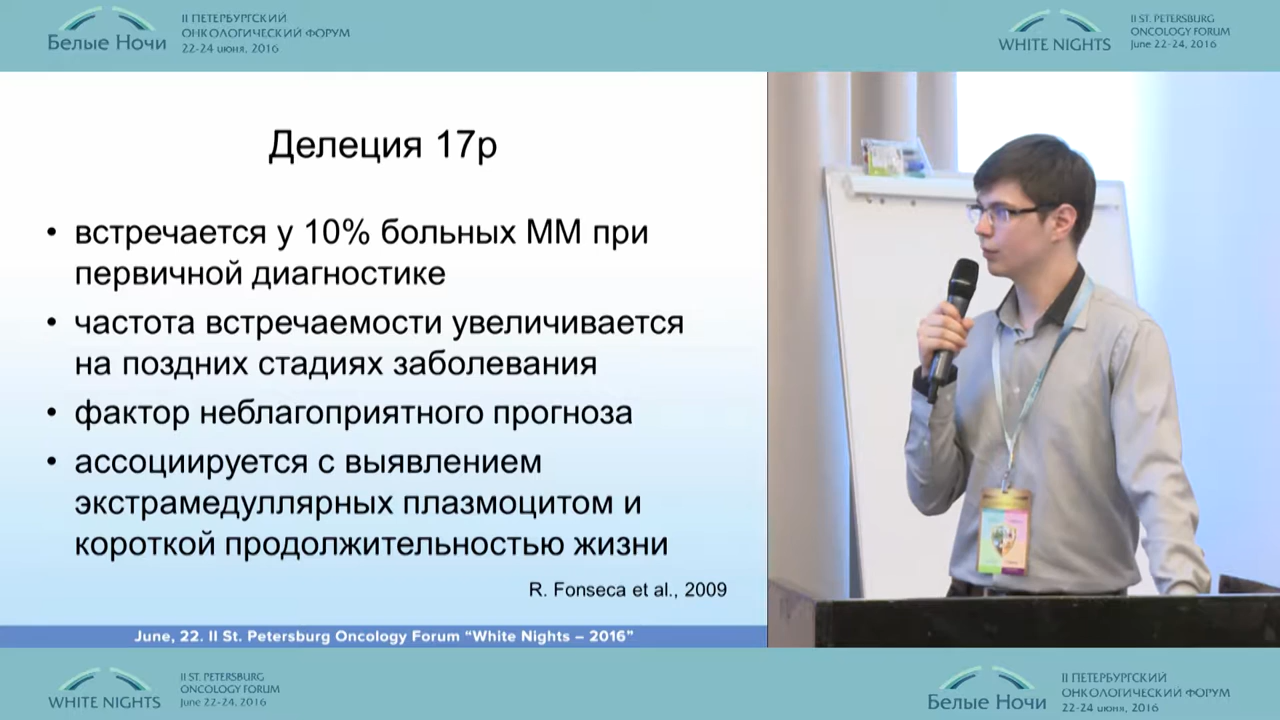 Белые Ночи
II ПЕТЕРБУРГСКИЙ
ОНКОЛОГИЧЕСКИЙ ФОРУМ
22-24 июня, 2016
WHITE NIGHTS
II ST. PETERSBURG
ONCOLOGY FORUM
June 22-24, 2016
Делеция 17p
• встречается у 10% больных ММ при
первичной диагностике
• частота встречаемости увеличивается
на поздних стадиях заболевания
• фактор неблагоприятного прогноза
• ассоциируется с выявлением
экстрамедуллярных плазмоцитом и
короткой продолжительностью жизни
R. Fonseca et al., 2009
June, 22. II St. Petersburg Oncology Forum “White Nights – 2016”
WHITE NIGHTS
II ST. PETERSBURG
ONCOLOGY FORUM
June 22-24, 2016
Белые Ночи
II ПЕТЕРБУРГСКИЙ
ОНКОЛОГИЧЕСКИЙ ФОРУМ
22-24 июня, 2016